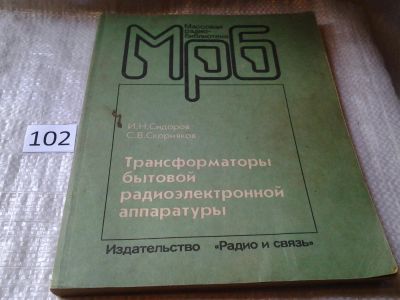 Массовая
радио-
библиотека
Мрб
102
И.Н.Сидоров
С.В.Скорняков
Трансформаторы
бытовой
радиоэлектронной
аппаратуры
Издательство «Радио и связь»